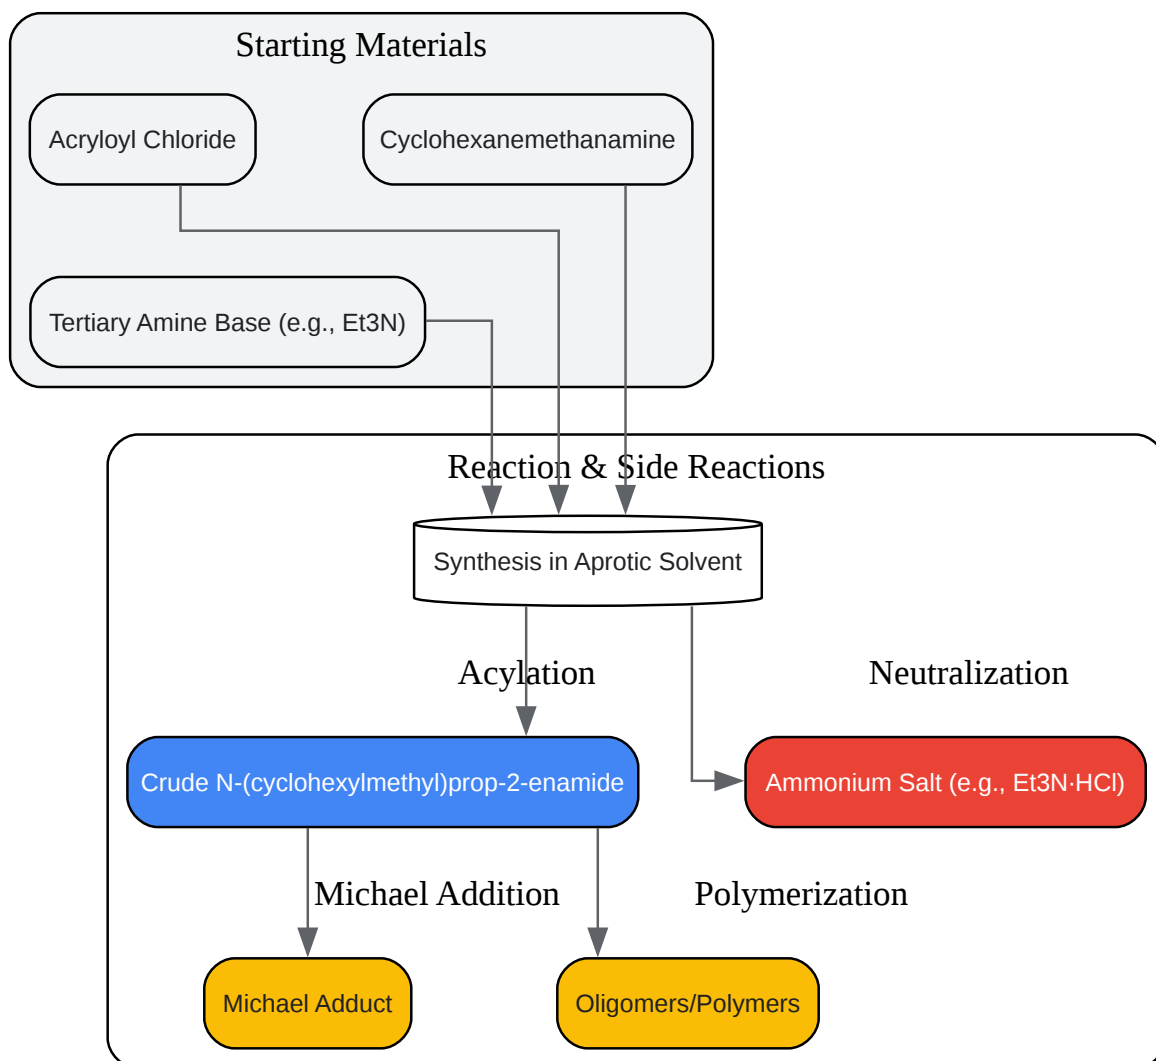 Starting Materials
Acryloyl Chloride
Cyclohexanemethanamine
Tertiary Amine Base (e.g., Et3N)
Reaction & Side Reactions
Synthesis in Aprotic Solvent
Acylation
Neutralization
Crude N-(cyclohexylmethyl)prop-2-enamide
Ammonium Salt (e.g., Et3N·HCl)
Michael Addition
Polymerization
Michael Adduct
Oligomers/Polymers